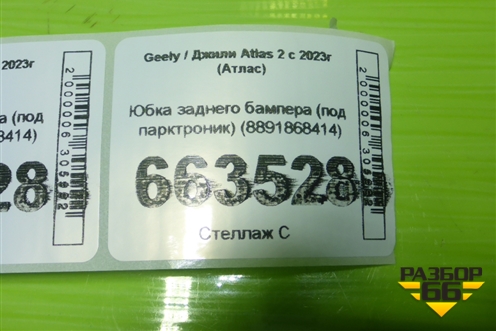 2023г
а (под
8414)
28
2000006305992
Geely / Джили Atlas 2 с 2023г
(Атлас)
Юбка заднего бампера (под
парктроник) (8891868414)
663528
Стеллаж С
РАЗБОР
66